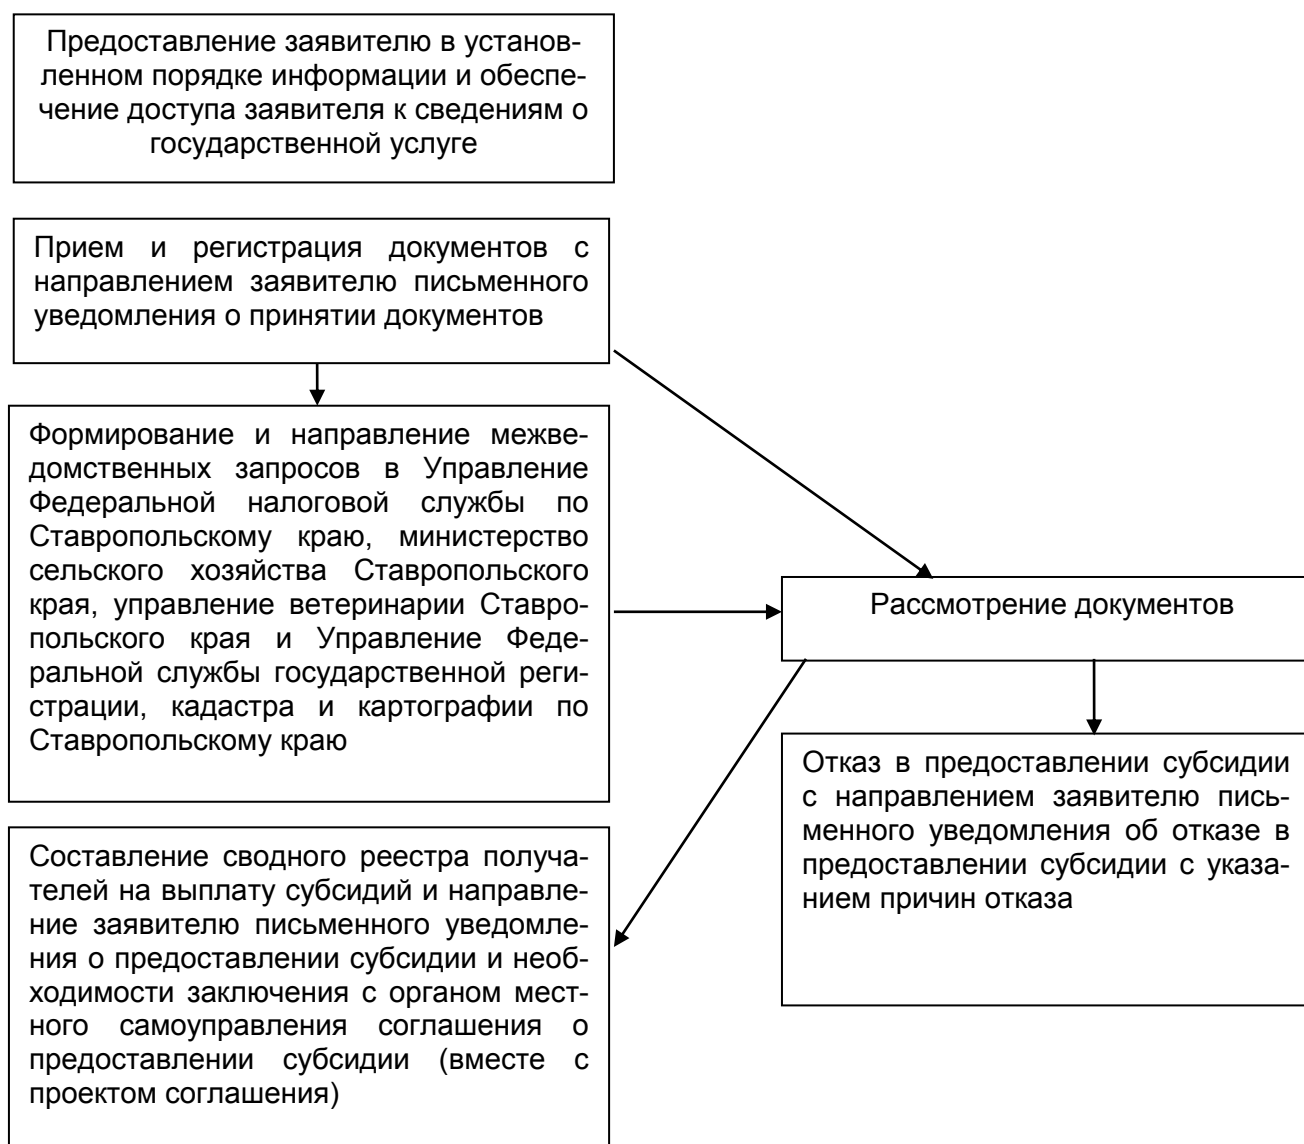 Предоставление заявителю в установ-
ленном порядке информации и обеспе-
чение доступа заявителя к сведениям о
государственной услуге
Прием и регистрация документов с
направлением заявителю письменного
уведомления о принятии документов
Формирование и направление межве-
домственных запросов в Управление
Федеральной налоговой службы по
Ставропольскому краю, министерство
сельского хозяйства Ставропольского
края, управление ветеринарии Ставро-
польского края и Управление Феде-
ральной службы государственной реги-
страции, кадастра и картографии по
Ставропольскому краю
Рассмотрение документов
Отказ в предоставлении субсидии
с направлением заявителю пись-
менного уведомления об отказе в
предоставлении субсидии с указа-
нием причин отказа
Составление сводного реестра получа-
телей на выплату субсидий и направле-
ние заявителю письменного уведомле-
ния о предоставлении субсидии и необ-
ходимости заключения с органом мест-
ного самоуправления соглашения о
предоставлении субсидии (вместе с
проектом соглашения)